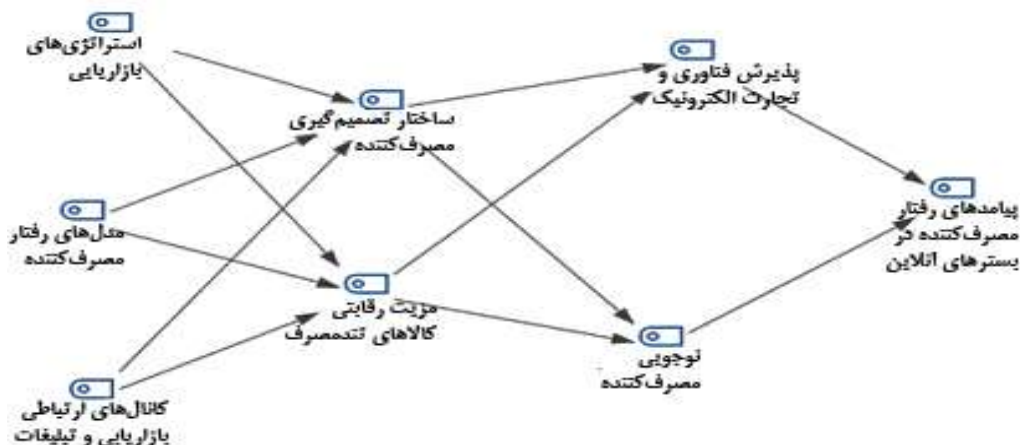 استراتژی‌های
بازاریابی
پذیرش فناوری و
تجارت الکترونیک
ساختار تصمیم‌گیری
مصرف‌کننده
پیامدهای رفتار
مصرف‌کننده در
بسترهای آنلاین
مدل‌های رفتار
مصرف‌کننده
مزیت رقابتی
کالاهای تندمصرف
نوجویی
مصرف‌کننده
کانال‌های ارتباطی
بازاریابی و تبلیغات